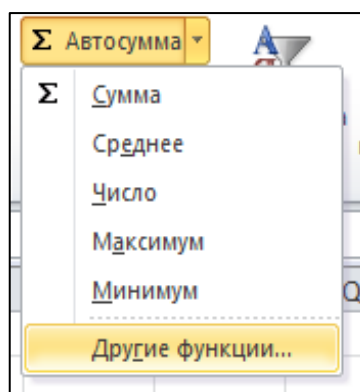 Σ Автосумма
Σ Сумма
Среднее
Число
Максимум
Минимум
Другие функции...
Q